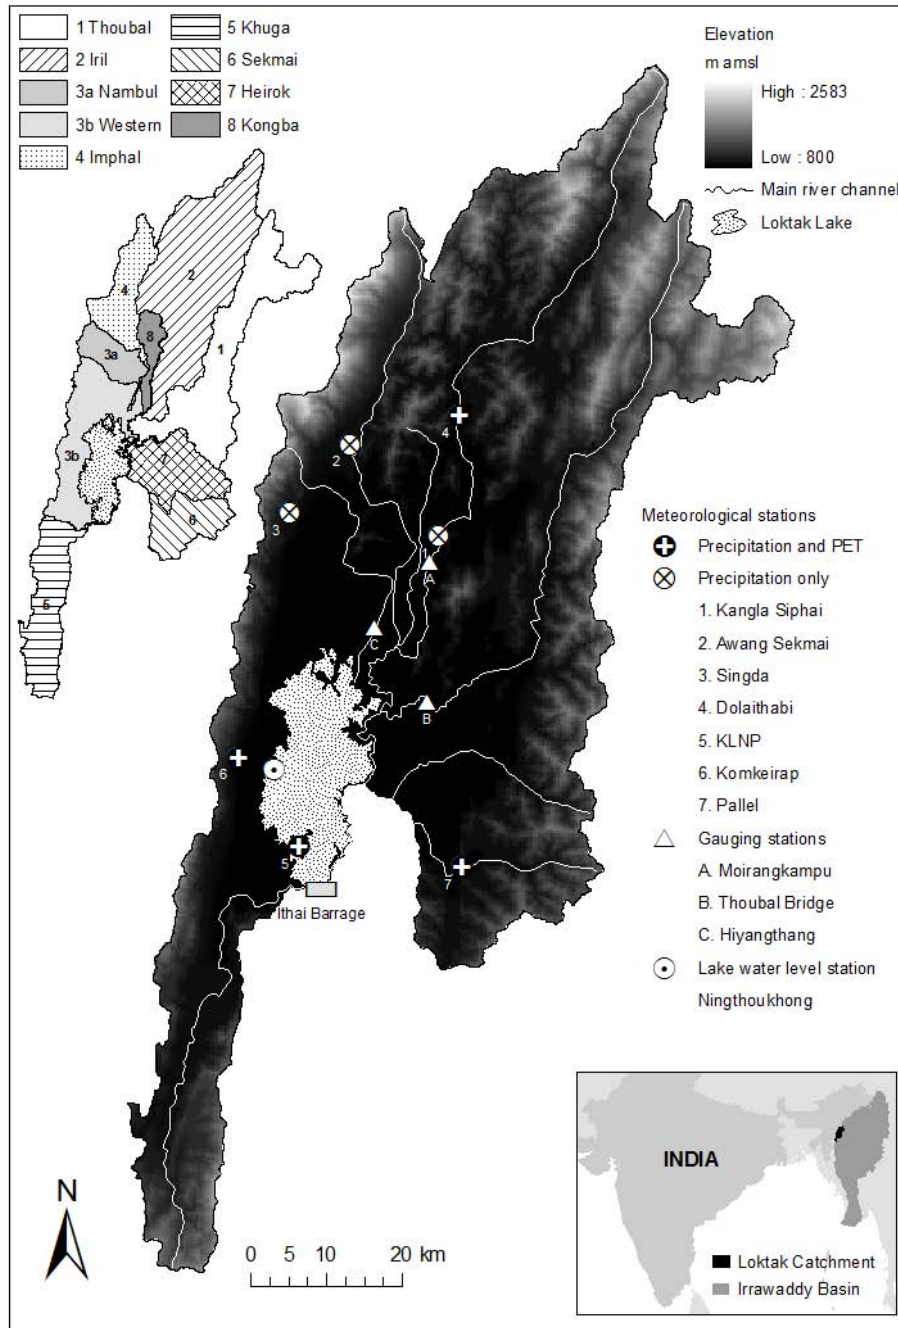 1 Thoubal
2 Iril
3a Nambul
3b Western
4 Imphal
5 Khuga
6 Sekmai
7 Heirok
8 Kongba
Elevation
m amsl
High : 2583
Low : 800
Main river channel
Loktak Lake
2
4
8
1
3a
3b
7
6
5
4
2
3
1
A
C
B
6
5
7
Ithai Barrage
Meteorological stations
Precipitation and PET
Precipitation only
1. Kangla Siphai
2. Awang Sekmai
3. Singda
4. Dolaithabi
5. KLNP
6. Komkeirap
7. Pallel
Gauging stations
A. Moirangkampu
B. Thoubal Bridge
C. Hiyangthang
Lake water level station
Ningthoukhong
N
0 5 10 20 km
INDIA
Loktak Catchment
Irrawaddy Basin